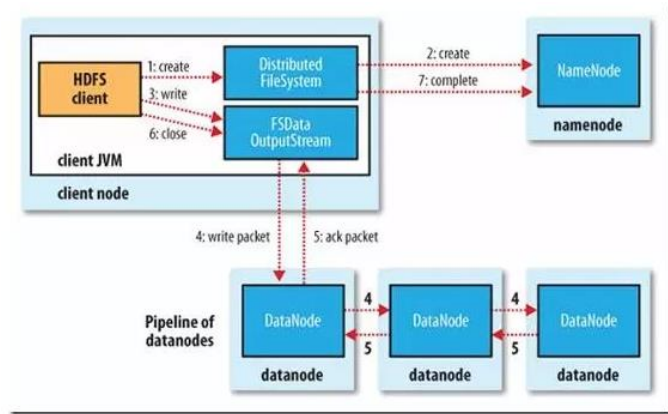 HDFS
client
1: create
3: write
6: close
Distributed
FileSystem
FSData
OutputStream
2: create
7: complete
NameNode
namenode
client JVM
client node
4: write packet
5: ack packet
Pipeline of
datanodes
DataNode
4
5
DataNode
4
5
DataNode
datanode
datanode
datanode